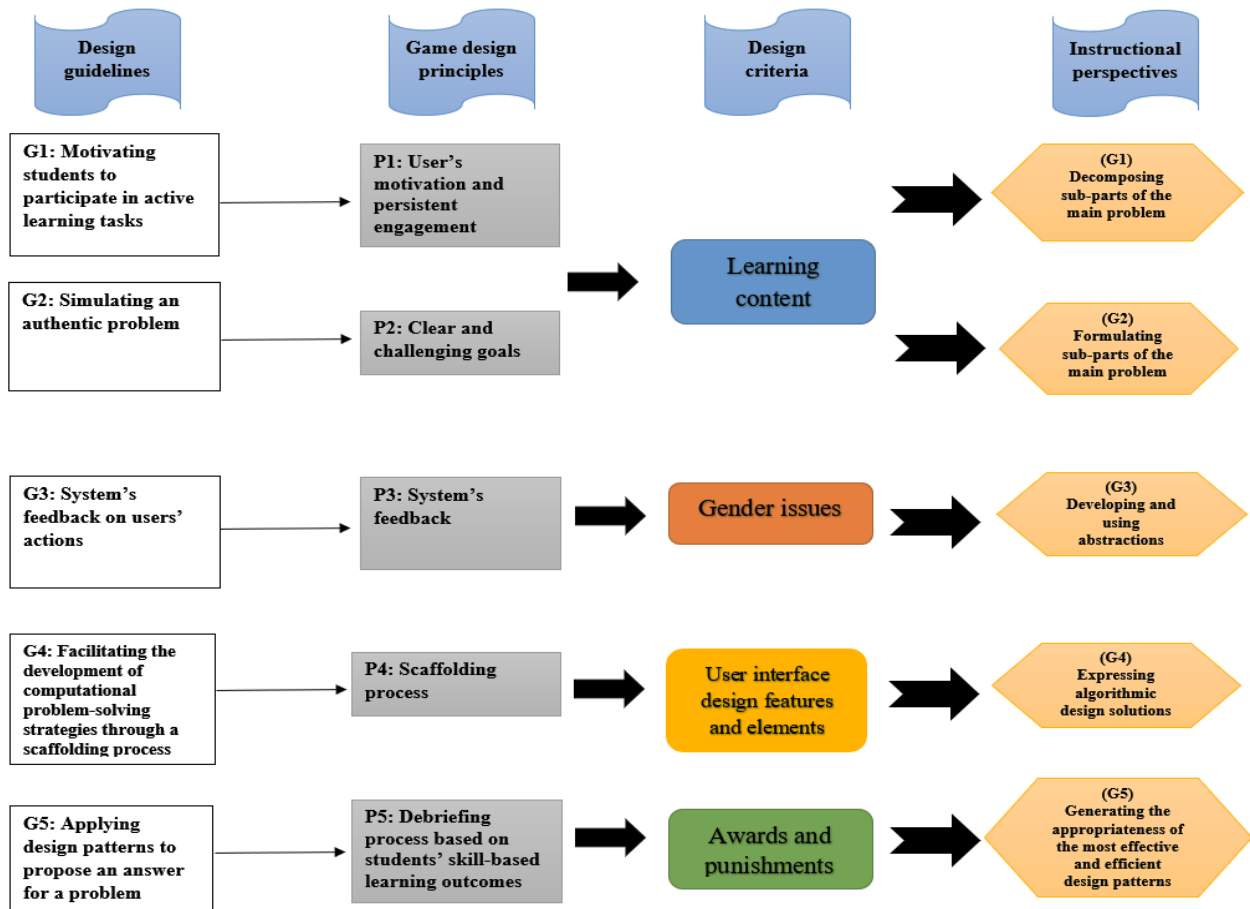 Design
guidelines
Game design
principles
Design
criteria
Instructional
perspectives
G1: Motivating
students to
participate in active
learning tasks
P1: User's
motivation and
persistent
engagement
Learning
content
(G1)
Decomposing
sub-parts of the
main problem
G2: Simulating an
authentic problem
P2: Clear and
challenging goals
(G2)
Formulating
sub-parts of the
main problem
G3: System's
feedback on users'
actions
P3: System's
feedback
Gender issues
(G3)
Developing and
using
abstractions
G4: Facilitating the
development of
computational
problem-solving
strategies through a
scaffolding process
P4: Scaffolding
process
User interface
design features
and elements
(G4)
Expressing
algorithmic
design solutions
G5: Applying
design patterns to
propose an answer
for a problem
P5: Debriefing
process based on
students' skill-based
learning outcomes
Awards and
punishments
(G5)
Generating the
appropriateness of
the most effective
and efficient
design patterns